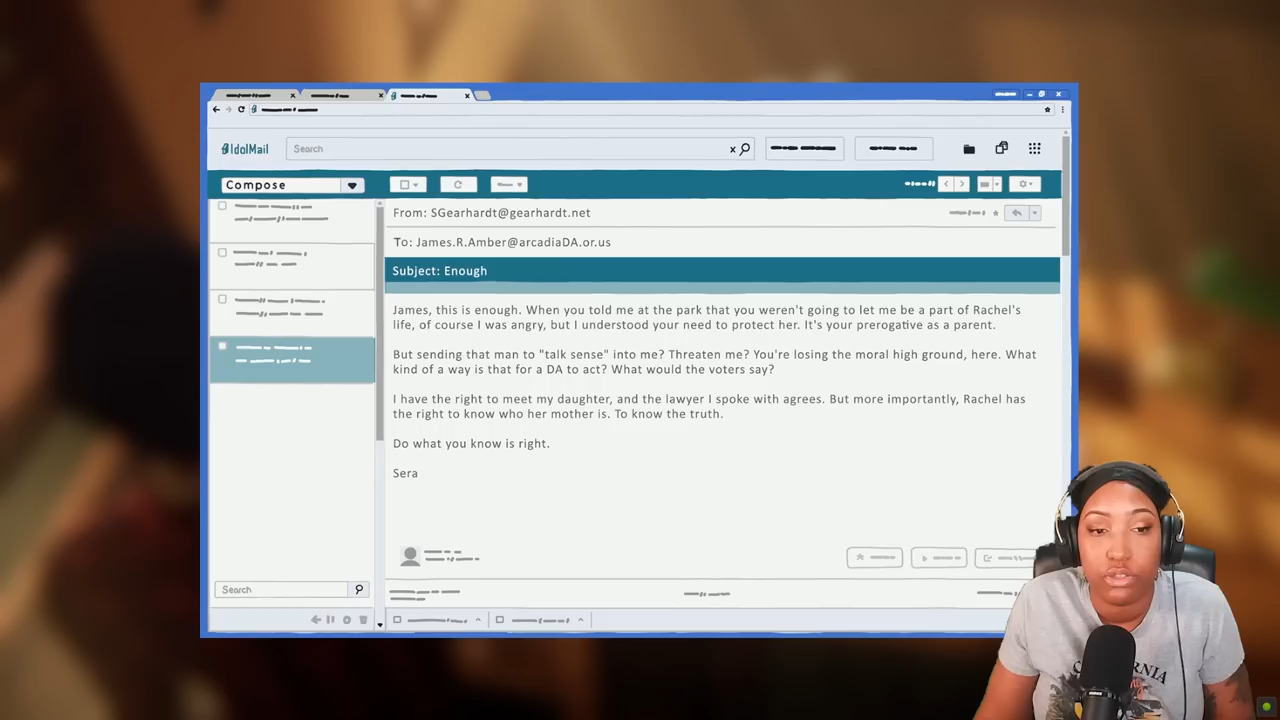 IdolMail
Search
Compose
From: SGearhardt@gearhardt.net
To: James.R.Amber@arcadiaDA.or.us
Subject: Enough
James, this is enough. When you told me at the park that you weren't going to let me be a part of Rachel's
life, of course I was angry, but I understood your need to protect her. It's your prerogative as a parent.
But sending that man to "talk sense" into me? Threaten me? You're losing the moral high ground, here. What
kind of a way is that for a DA to act? What would the voters say?
I have the right to meet my daughter, and the lawyer I spoke with agrees. But more importantly, Rachel has
the right to know who her mother is. To know the truth.
Do what you know is right.
Sera
Search